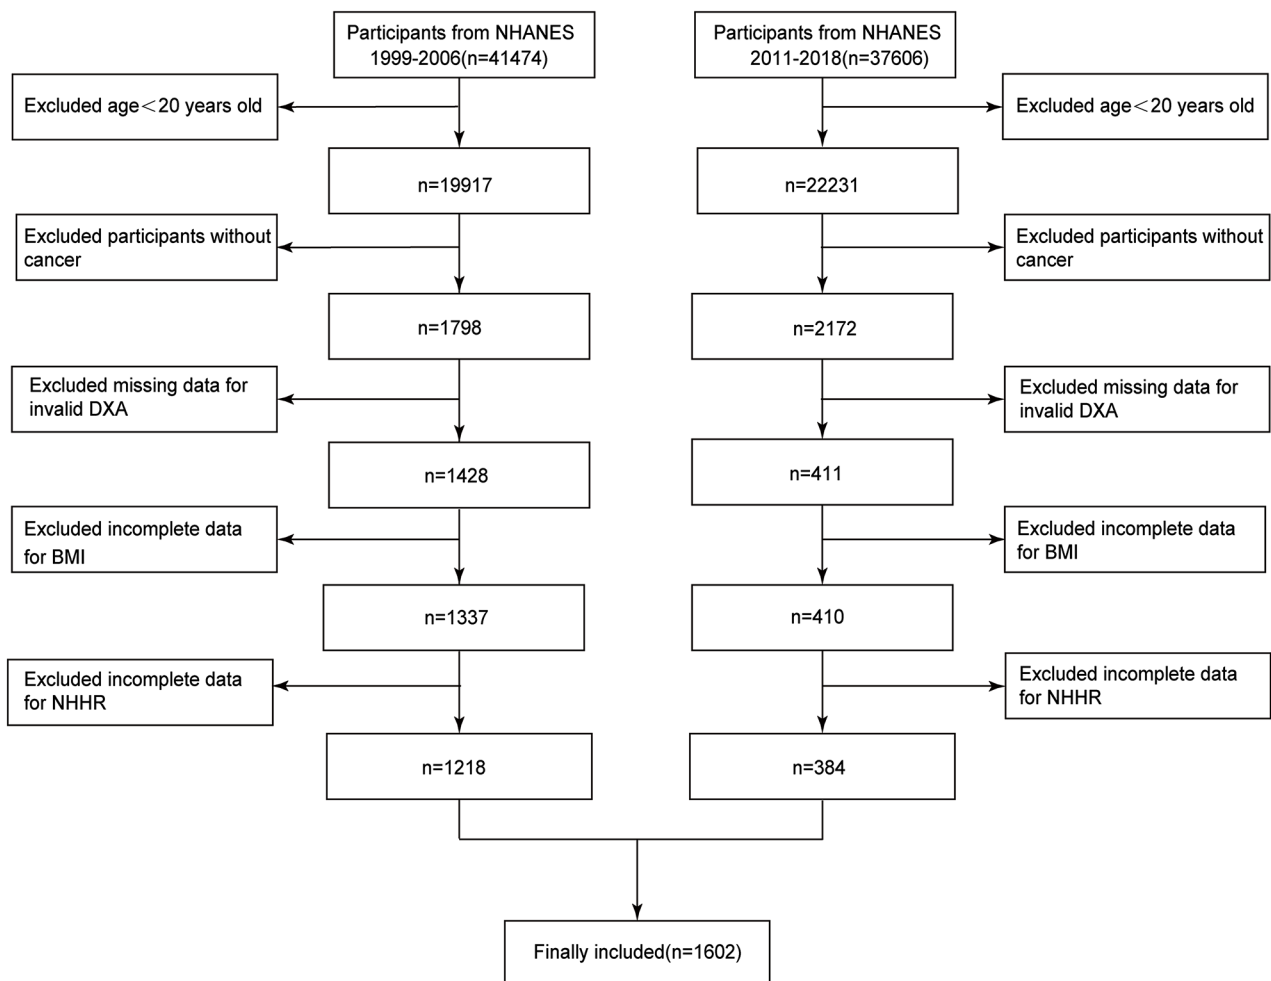 Participants from NHANES
1999-2006(n=41474)
Participants from NHANES
2011-2018(n=37606)
Excluded age＜20 years old
Excluded age＜20 years old
n=19917
n=22231
Excluded participants without
cancer
Excluded participants without
cancer
n=1798
n=2172
Excluded missing data for
invalid DXA
Excluded missing data for
invalid DXA
n=1428
n=411
Excluded incomplete data
for BMI
Excluded incomplete data
for BMI
n=1337
n=410
Excluded incomplete data
for NHHR
Excluded incomplete data
for NHHR
n=1218
n=384
Finally included(n=1602)